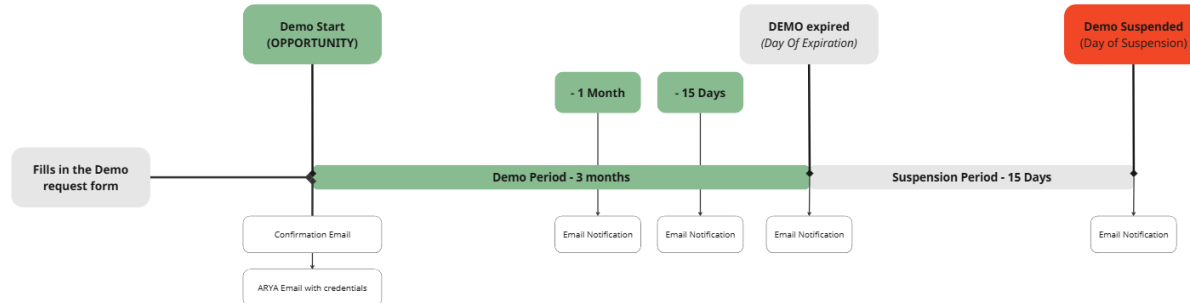 Demo Start
(OPPORTUNITY)
DEMO expired
(Day Of Expiration)
Demo Suspended
(Day of Suspension)
- 1 Month
- 15 Days
Fills in the Demo
request form
Demo Period - 3 months
Suspension Period - 15 Days
Confirmation Email
Email Notification
Email Notification
Email Notification
Email Notification
ARYA Email with credentials